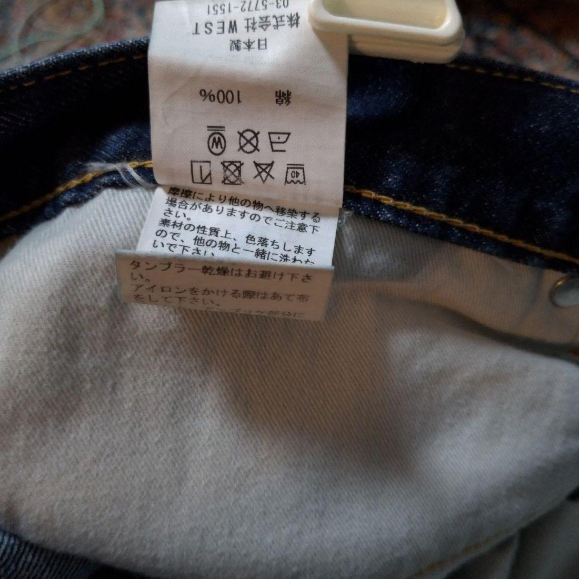 日本製
株式会社 WEST
03-5772-1551
綿 100%
40
W
摩擦により他の物へ移染する
場合がありますのでご注意下
さい。
素材の性質上、色落ちします
ので、他の物と一緒に洗わな
いで下さい。
タンブラー乾燥はお避け下さ
い。
アイロンをかける際はあて布
をして下さい。